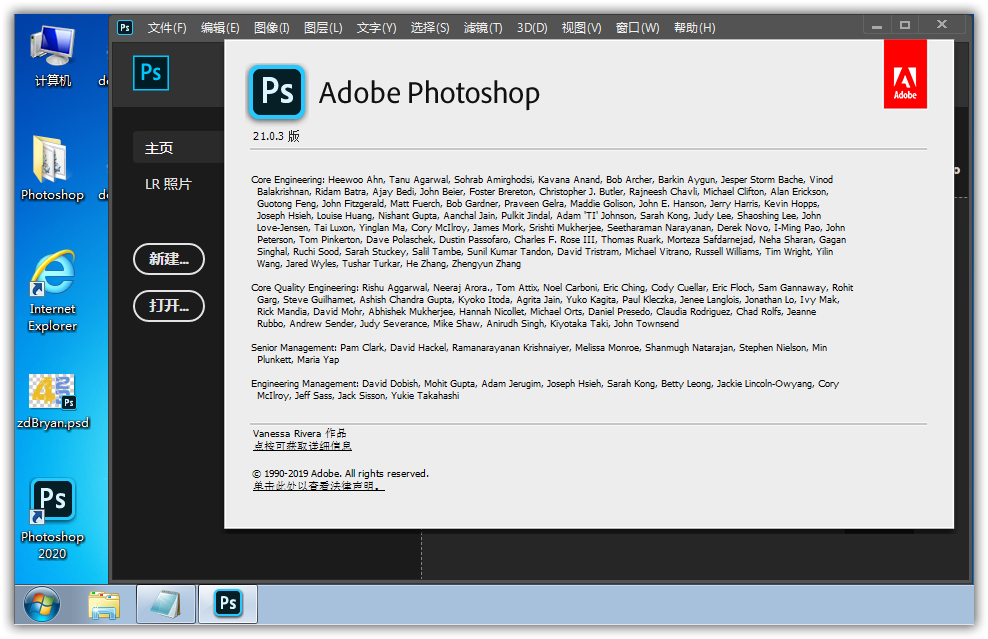 计算机
Photoshop
Internet
Explorer
zdBryan.psd
Ps
Ps
Photoshop
2020
Ps
文件(F) 编辑(E) 图像(I) 图层(L) 文字(Y) 选择(S) 滤镜(T) 3D(D) 视图(V) 窗口(W) 帮助(H)
Ps
主页
LR 照片
新建...
打开...
Ps Adobe Photoshop
Adobe
21.0.3 版
Core Engineering: Heewoo Ahn, Tanu Agarwal, Sohrab Amirghodsi, Kavana Anand, Bob Archer, Barkin Aygun, Jesper Storm Bache, Vinod
Balakrishnan, Ridam Batra, Ajay Bedi, John Beier, Foster Brereton, Christopher J. Butler, Rajneesh Chavli, Michael Clifton, Alan Erickson,
Guotong Feng, John Fitzgerald, Matt Fuerch, Bob Gardner, Praveen Gelra, Maddie Golison, John E. Hanson, Jerry Harris, Kevin Hopps,
Joseph Hsieh, Louise Huang, Nishant Gupta, Aanchal Jain, Pulkit Jindal, Adam 'TI' Johnson, Sarah Kong, Judy Lee, Shaoshing Lee, John
Love-Jensen, Tai Luxon, Yinglan Ma, Cory McIlroy, James Mork, Srishti Mukherjee, Seetharaman Narayanan, Derek Novo, I-Ming Pao, John
Peterson, Tom Pinkerton, Dave Polaschek, Dustin Passofaro, Charles F. Rose III, Thomas Ruark, Morteza Safdarnejad, Neha Sharan, Gagan
Singhal, Ruchi Sood, Sarah Stuckey, Salil Tambe, Sunil Kumar Tandon, David Tristram, Michael Vitrano, Russell Williams, Tim Wright, Yilin
Wang, Jared Wyles, Tushar Turkar, He Zhang, Zhengyun Zhang
Core Quality Engineering: Rishu Aggarwal, Neeraj Arora., Tom Attix, Noel Carboni, Eric Ching, Cody Cuellar, Eric Floch, Sam Gannaway, Rohit
Garg, Steve Guilhamet, Ashish Chandra Gupta, Kyoko Itoda, Agrita Jain, Yuko Kagita, Paul Kleczka, Jenee Langlois, Jonathan Lo, Ivy Mak,
Rick Mandia, David Mohr, Abhishek Mukherjee, Hannah Nicollet, Michael Orts, Daniel Presedo, Claudia Rodriguez, Chad Rolfs, Jeanne
Rubbo, Andrew Sender, Judy Severance, Mike Shaw, Anirudh Singh, Kiyotaka Taki, John Townsend
Senior Management: Pam Clark, David Hackel, Ramanarayanan Krishnaiyer, Melissa Monroe, Shanmugh Natarajan, Stephen Nielson, Min
Plunkett, Maria Yap
Engineering Management: David Dobish, Mohit Gupta, Adam Jerugim, Joseph Hsieh, Sarah Kong, Betty Leong, Jackie Lincoln-Owyang, Cory
McIlroy, Jeff Sass, Jack Sisson, Yukie Takahashi
Vanessa Rivera 作品
点按可获取详细信息
© 1990-2019 Adobe. All rights reserved.
单击此处以查看法律声明。
Ps